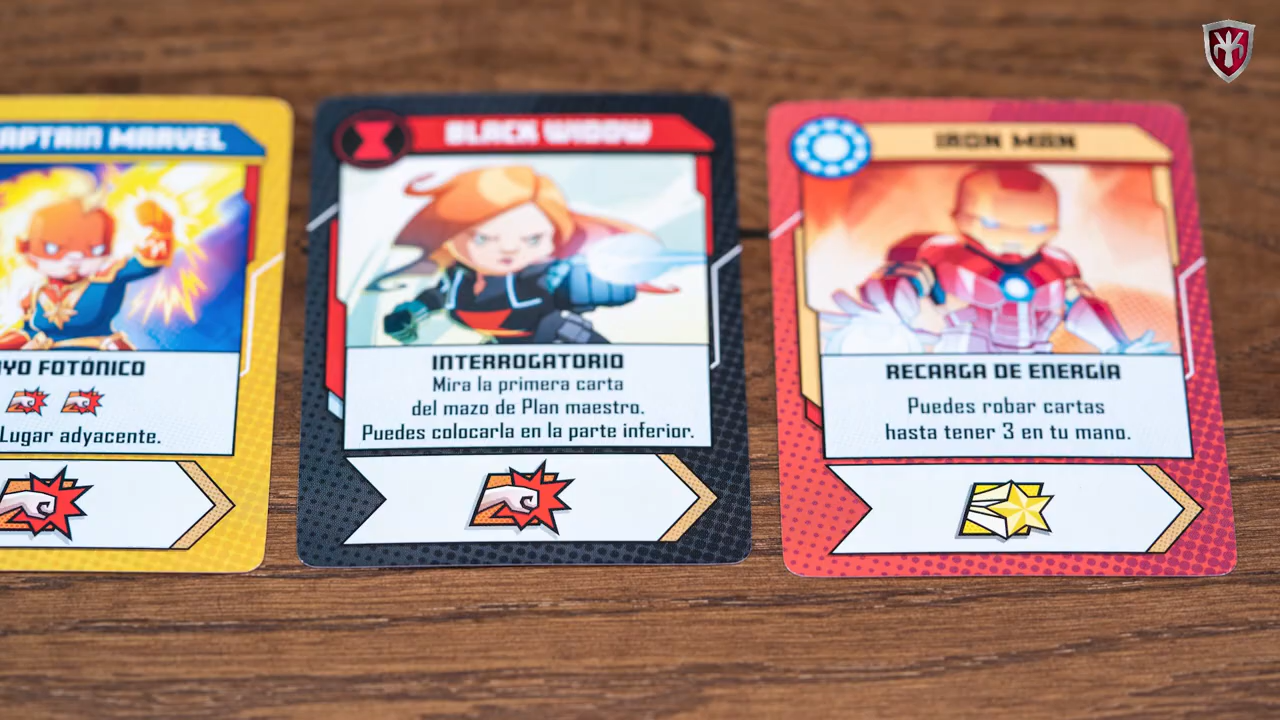 CAPTAIN MARVEL
YO FOTÓNICO
Lugar adyacente.
BLACK WIDOW
INTERROGATORIO
Mira la primera carta
del mazo de Plan maestro.
Puedes colocarla en la parte inferior.
IRON MAN
RECARGA DE ENERGÍA
Puedes robar cartas
hasta tener 3 en tu mano.